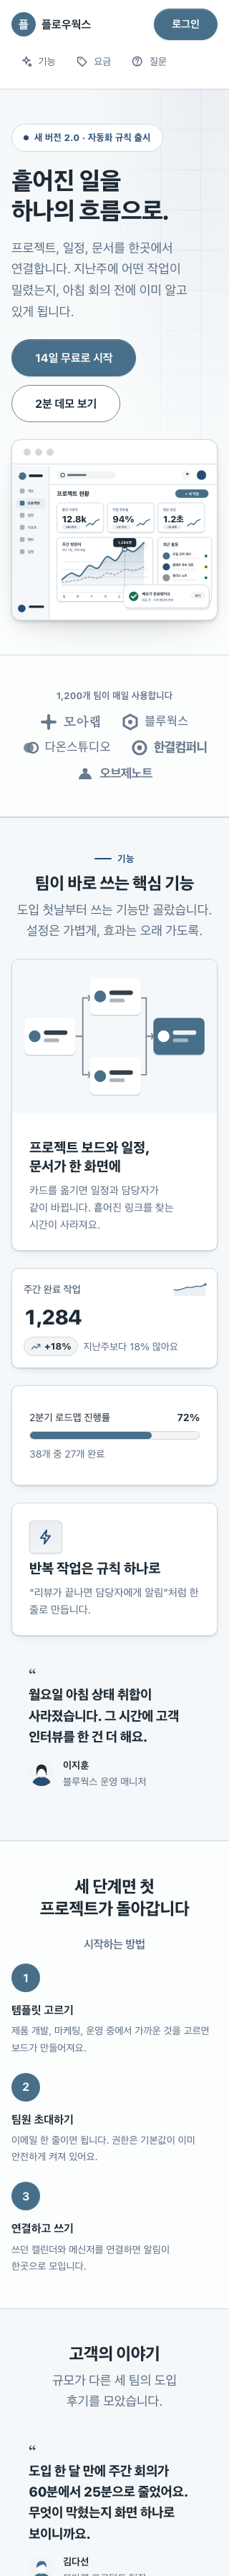 플 플로우웍스
로그인
기능 요금 질문
새 버전 2.0 · 자동화 규칙 출시
흩어진 일을
하나의 흐름으로.
프로젝트, 일정, 문서를 한곳에서
연결합니다. 지난주에 어떤 작업이
밀렸는지, 아침 회의 전에 이미 알고
있게 됩니다.
14일 무료로 시작
2분 데모 보기
프로젝트 현황
12.8k 94% 1.2초
1,200개 팀이 매일 사용합니다
모아랩 블루웍스
다온스튜디오 한결컴퍼니
오브제노트
기능
팀이 바로 쓰는 핵심 기능
도입 첫날부터 쓰는 기능만 골랐습니다.
설정은 가볍게, 효과는 오래 가도록.
프로젝트 보드와 일정,
문서가 한 화면에
카드를 옮기면 일정과 담당자가
같이 바뀝니다. 흩어진 링크를 찾는
시간이 사라져요.
주간 완료 작업
1,284
+18% 지난주보다 18% 많아요
2분기 로드맵 진행률 72%
38개 중 27개 완료
반복 작업은 규칙 하나로
“리뷰가 끝나면 담당자에게 알림”처럼 한
줄로 만듭니다.
“
월요일 아침 상태 취합이
사라졌습니다. 그 시간에 고객
인터뷰를 한 건 더 해요.
이지훈
블루웍스 운영 매니저
세 단계면 첫
프로젝트가 돌아갑니다
시작하는 방법
1
템플릿 고르기
제품 개발, 마케팅, 운영 중에서 가까운 것을 고르면
보드가 만들어져요.
2
팀원 초대하기
이메일 한 줄이면 됩니다. 권한은 기본값이 이미
안전하게 켜져 있어요.
3
연결하고 쓰기
쓰던 캘린더와 메신저를 연결하면 알림이
한곳으로 모입니다.
고객의 이야기
규모가 다른 세 팀의 도입
후기를 모았습니다.
“
도입 한 달 만에 주간 회의가
60분에서 25분으로 줄었어요.
무엇이 막혔는지 화면 하나로
보이니까요.
김다선